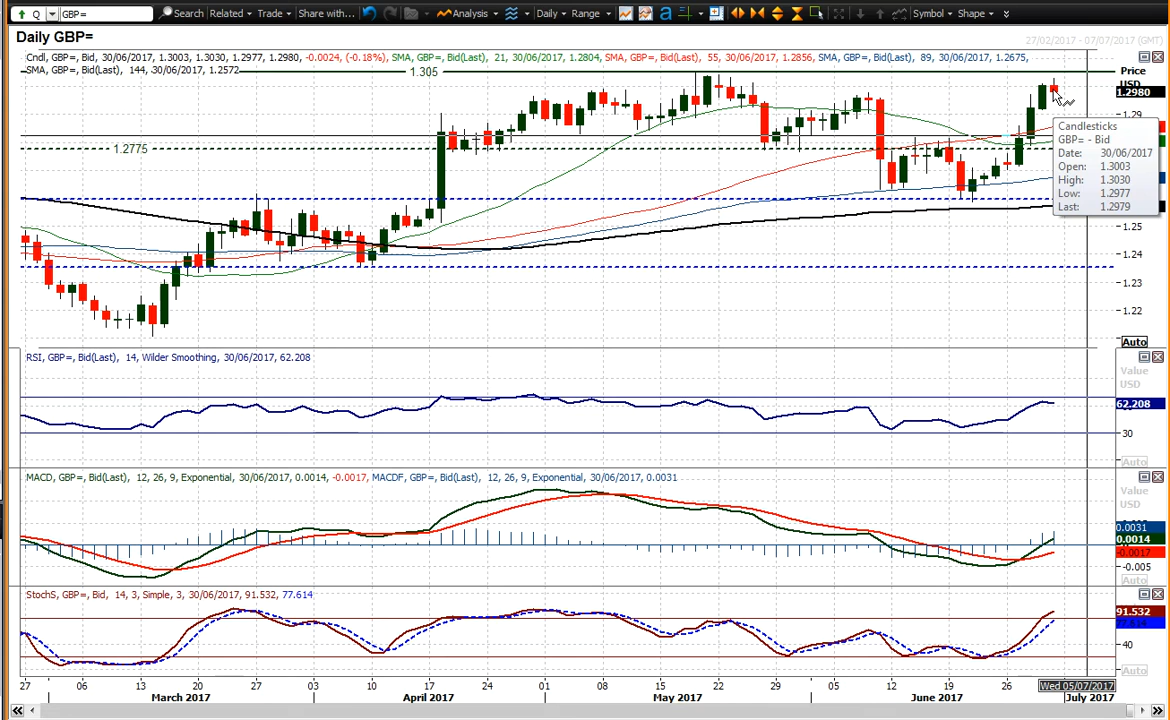 Q Search Related Trade Share with... Analysis Daily Range Symbol Shape
Daily GBP=
27/02/2017 - 07/07/2017 (GMT)
Cndl, GBP=, Bid, 30/06/2017, 1.3003, 1.3030, 1.2977, 1.2980, -0.0024, (-0.18%), SMA, GBP=, Bid(Last), 21, 30/06/2017, 1.2804, SMA, GBP=, Bid(Last), 55, 30/06/2017, 1.2856, SMA, GBP=, Bid(Last), 89, 30/06/2017, 1.2675,
SMA, GBP=, Bid(Last), 144, 30/06/2017, 1.2572
1.305
Price
USD
1.2980
1.29
Candlesticks
GBP= - Bid
Date: 30/06/2017
Open: 1.3003
High: 1.3030
Low: 1.2977
Last: 1.2979
1.2775
1.25
1.24
1.23
1.22
Auto
RSI, GBP=, Bid(Last), 14, Wilder Smoothing, 30/06/2017, 62.208
Value
USD
62.208
30
Auto
MACD, GBP=, Bid(Last), 12, 26, 9, Exponential, 30/06/2017, 0.0014, -0.0017, MACDF, GBP=, Bid(Last), 12, 26, 9, Exponential, 30/06/2017, 0.0031
Value
USD
0.0031
0.0014
-0.0017
-0.005
Auto
StochS, GBP=, Bid, 14, 3, Simple, 3, 30/06/2017, 91.532, 77.614
Value
USD
91.532
77.614
40
Auto
27 06 13 20 27 03 10 17 24 01 08 15 22 29 05 12 19 26 Wed 05/07/2017
March 2017 April 2017 May 2017 June 2017 July 2017